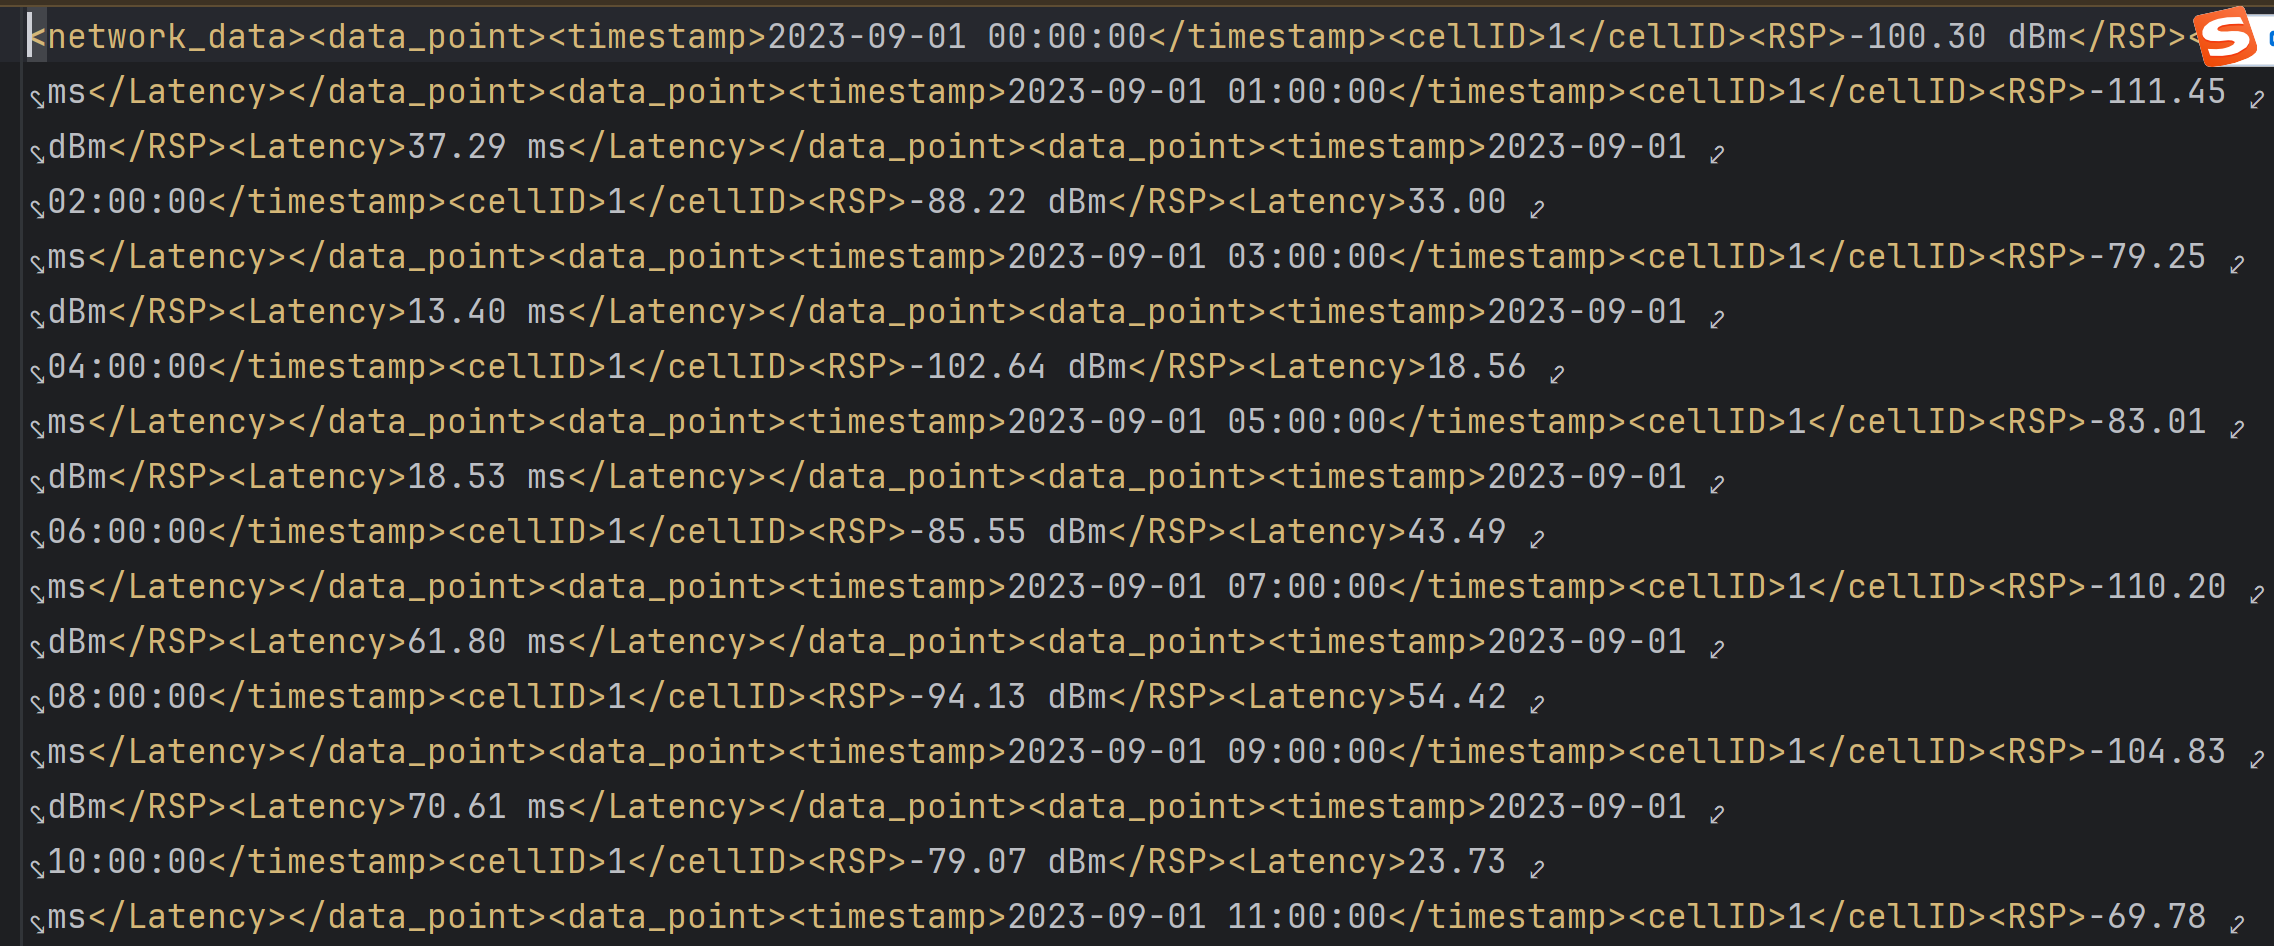 <network_data><data_point><timestamp>2023-09-01 00:00:00</timestamp><cellID>1</cellID><RSP>-100.30 dBm</RSP><
ms</Latency></data_point><data_point><timestamp>2023-09-01 01:00:00</timestamp><cellID>1</cellID><RSP>-111.45
dBm</RSP><Latency>37.29 ms</Latency></data_point><data_point><timestamp>2023-09-01
02:00:00</timestamp><cellID>1</cellID><RSP>-88.22 dBm</RSP><Latency>33.00
ms</Latency></data_point><data_point><timestamp>2023-09-01 03:00:00</timestamp><cellID>1</cellID><RSP>-79.25
dBm</RSP><Latency>13.40 ms</Latency></data_point><data_point><timestamp>2023-09-01
04:00:00</timestamp><cellID>1</cellID><RSP>-102.64 dBm</RSP><Latency>18.56
ms</Latency></data_point><data_point><timestamp>2023-09-01 05:00:00</timestamp><cellID>1</cellID><RSP>-83.01
dBm</RSP><Latency>18.53 ms</Latency></data_point><data_point><timestamp>2023-09-01
06:00:00</timestamp><cellID>1</cellID><RSP>-85.55 dBm</RSP><Latency>43.49
ms</Latency></data_point><data_point><timestamp>2023-09-01 07:00:00</timestamp><cellID>1</cellID><RSP>-110.20
dBm</RSP><Latency>61.80 ms</Latency></data_point><data_point><timestamp>2023-09-01
08:00:00</timestamp><cellID>1</cellID><RSP>-94.13 dBm</RSP><Latency>54.42
ms</Latency></data_point><data_point><timestamp>2023-09-01 09:00:00</timestamp><cellID>1</cellID><RSP>-104.83
dBm</RSP><Latency>70.61 ms</Latency></data_point><data_point><timestamp>2023-09-01
10:00:00</timestamp><cellID>1</cellID><RSP>-79.07 dBm</RSP><Latency>23.73
ms</Latency></data_point><data_point><timestamp>2023-09-01 11:00:00</timestamp><cellID>1</cellID><RSP>-69.78